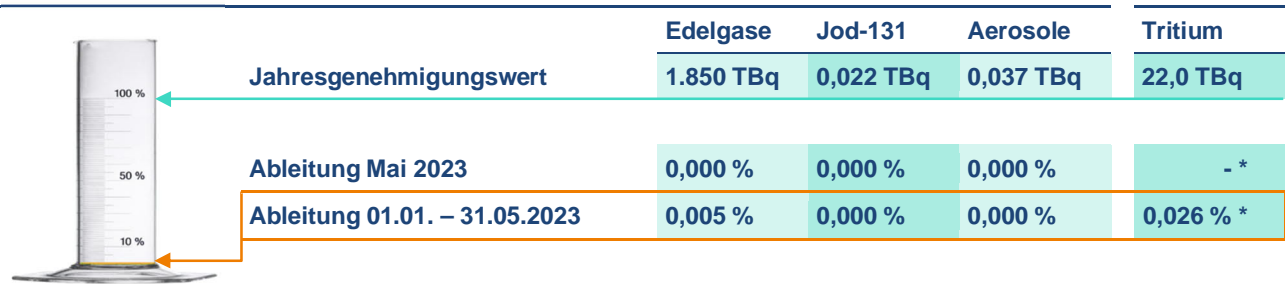 Edelgase Jod-131 Aerosole Tritium
Jahresgenehmigungswert 1.850 TBq 0,022 TBq 0,037 TBq 22,0 TBq
100 %
Ableitung Mai 2023 0,000 % 0,000 % 0,000 % - *
50 %
Ableitung 01.01. – 31.05.2023 0,005 % 0,000 % 0,000 % 0,026 % *
10 %